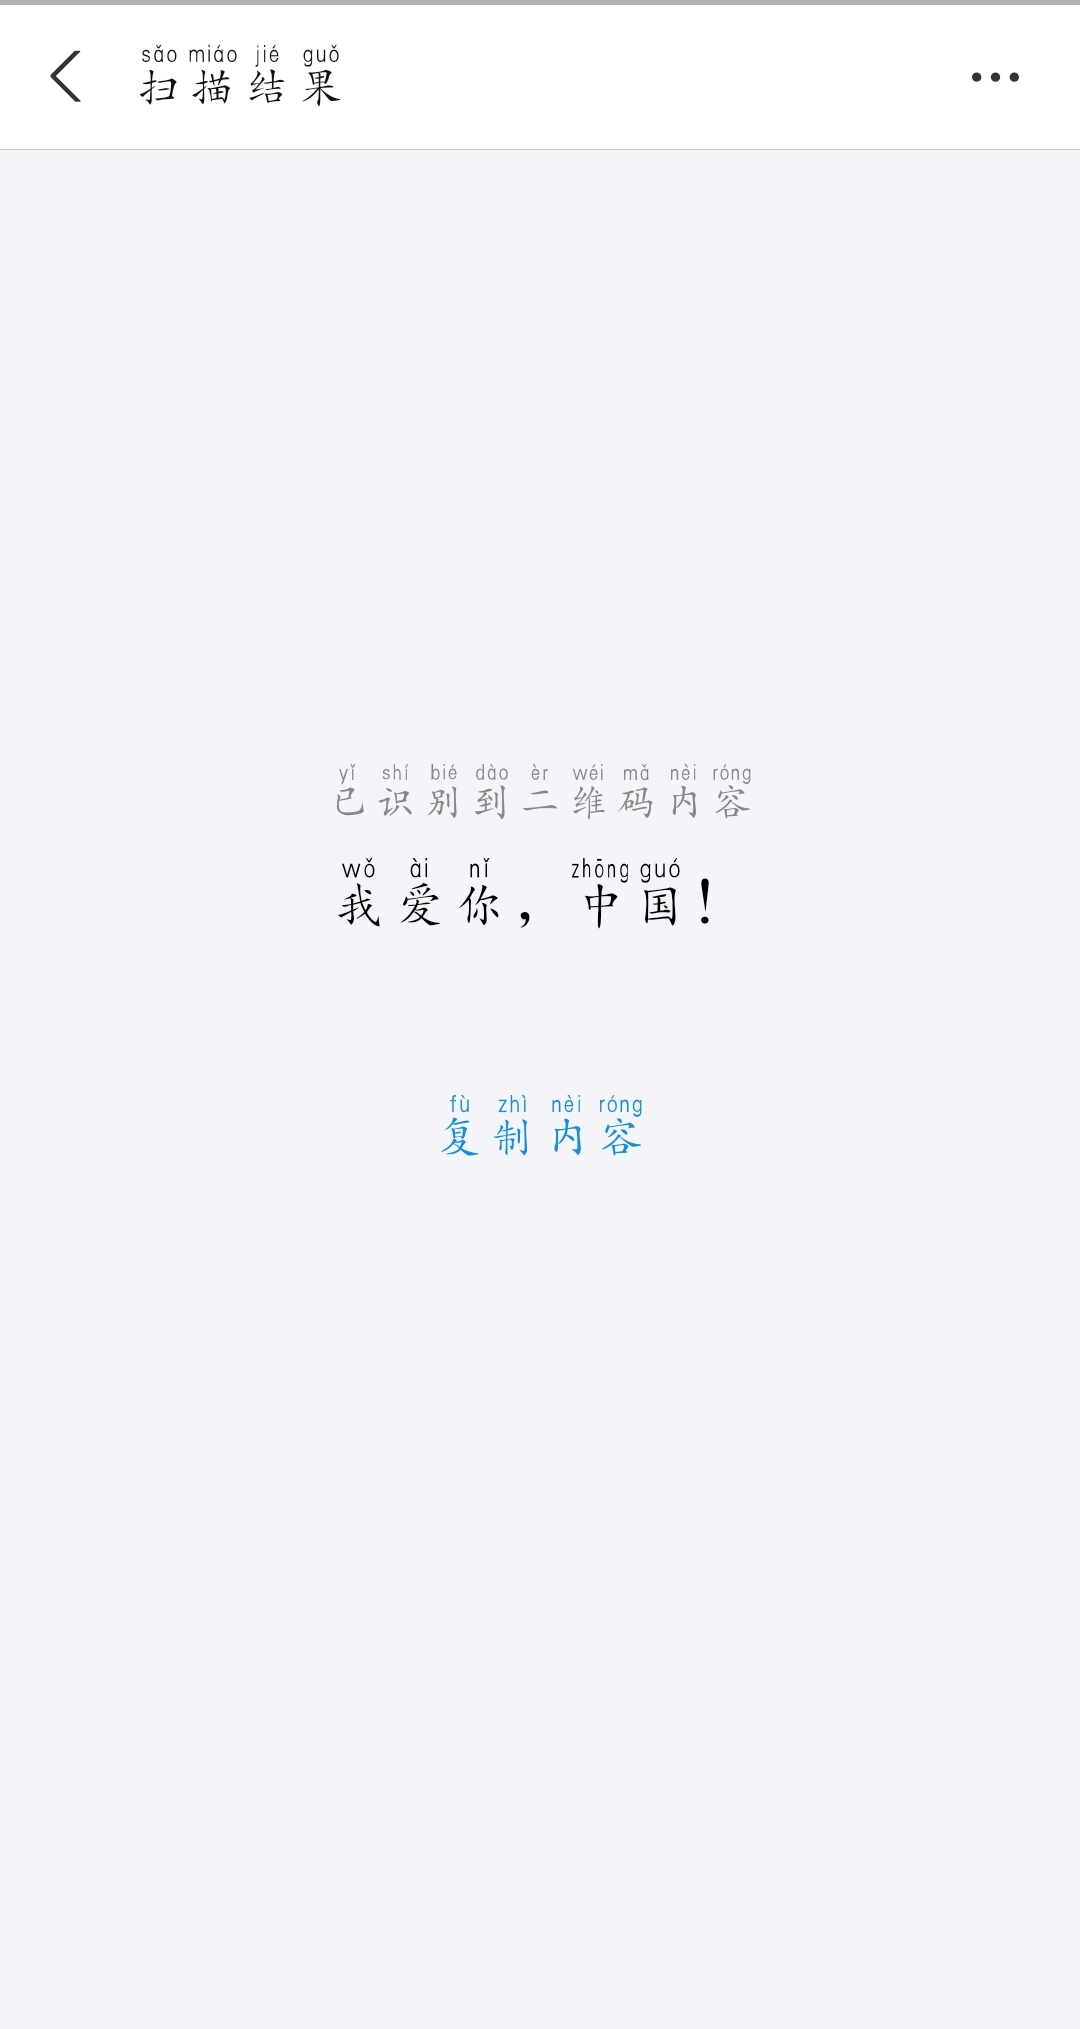 sǎo miáo jié guǒ
扫描结果
yǐ shí bié dào èr wéi mǎ nèi róng
已识别到二维码内容
wǒ ài nǐ zhōng guó
我爱你，中国！
fù zhì nèi róng
复制内容